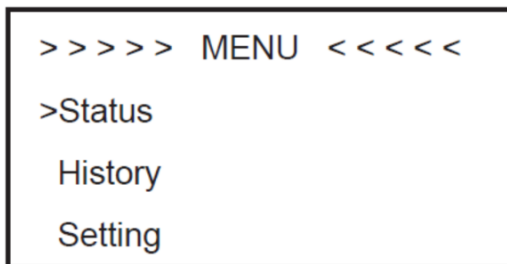 > > > > > MENU < < < < <
>Status
History
Setting